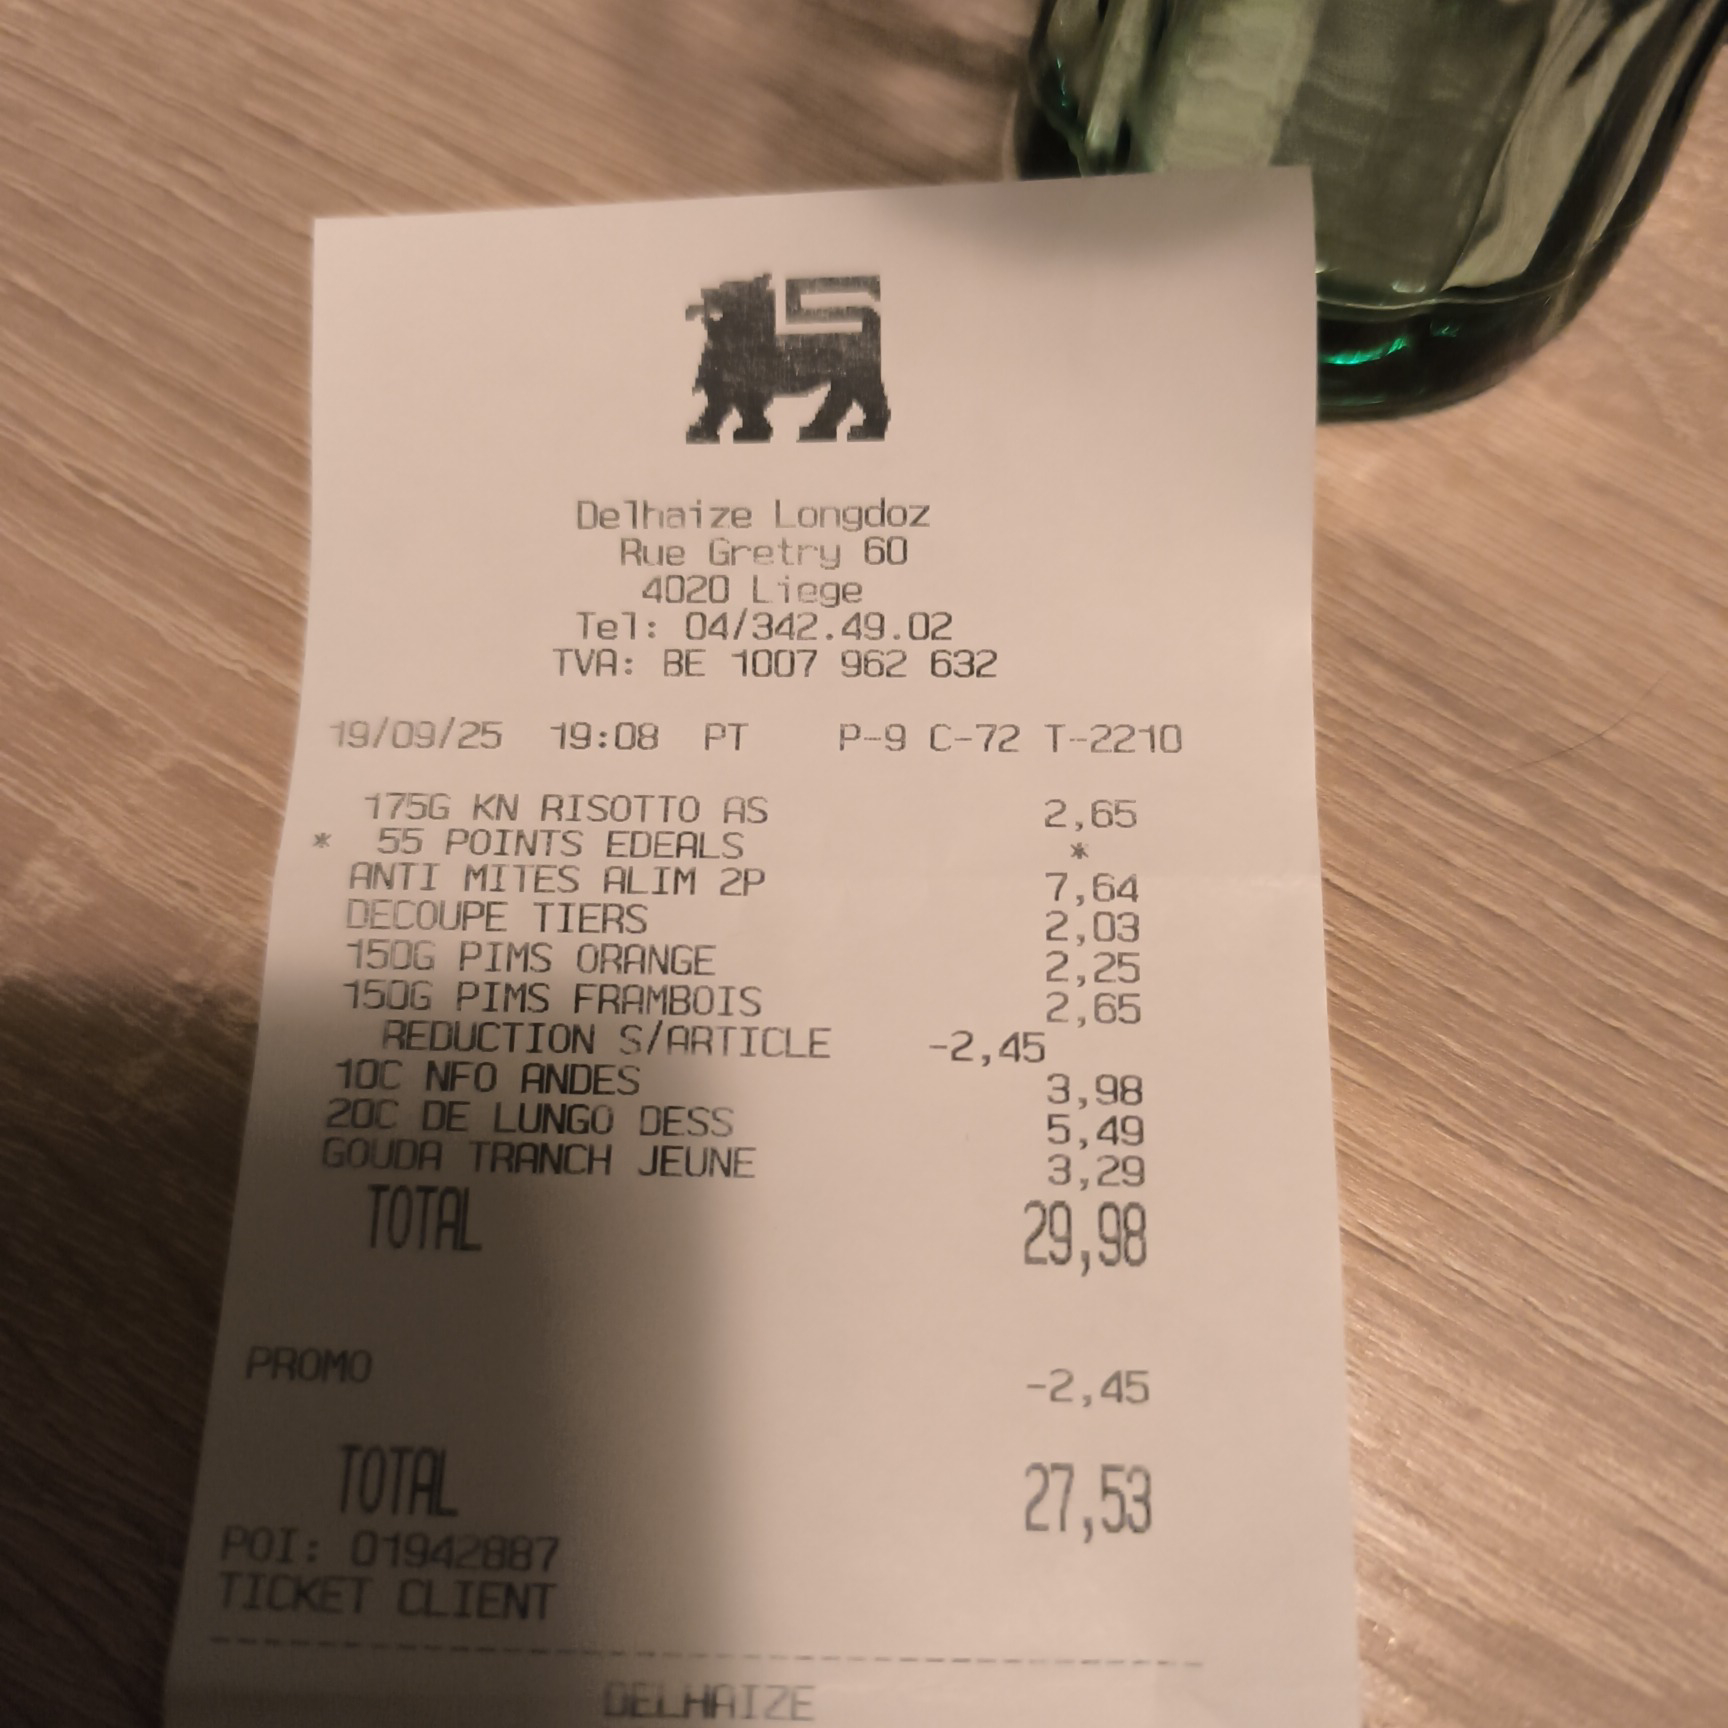 Delhaize Longdoz
Rue Gretry 60
4020 Liege
Tel: 04/342.49.02
TVA: BE 1007 962 632
19/09/25 19:08 PT P-9 C-72 T-2210
175G KN RISOTTO AS 2,65
* 55 POINTS EDEALS *
ANTI MITES ALIM 2P 7,64
DECOUPE TIERS 2,03
150G PIMS ORANGE 2,25
150G PIMS FRAMBOIS 2,65
REDUCTION S/ARTICLE -2,45
10C NFO ANDES 3,98
20C DE LUNGO DESS 5,49
GOUDA TRANCH JEUNE 3,29
TOTAL 29,98
PROMO -2,45
TOTAL 27,53
POI: 01942887
TICKET CLIENT
--------------------------------------------
DELHAIZE